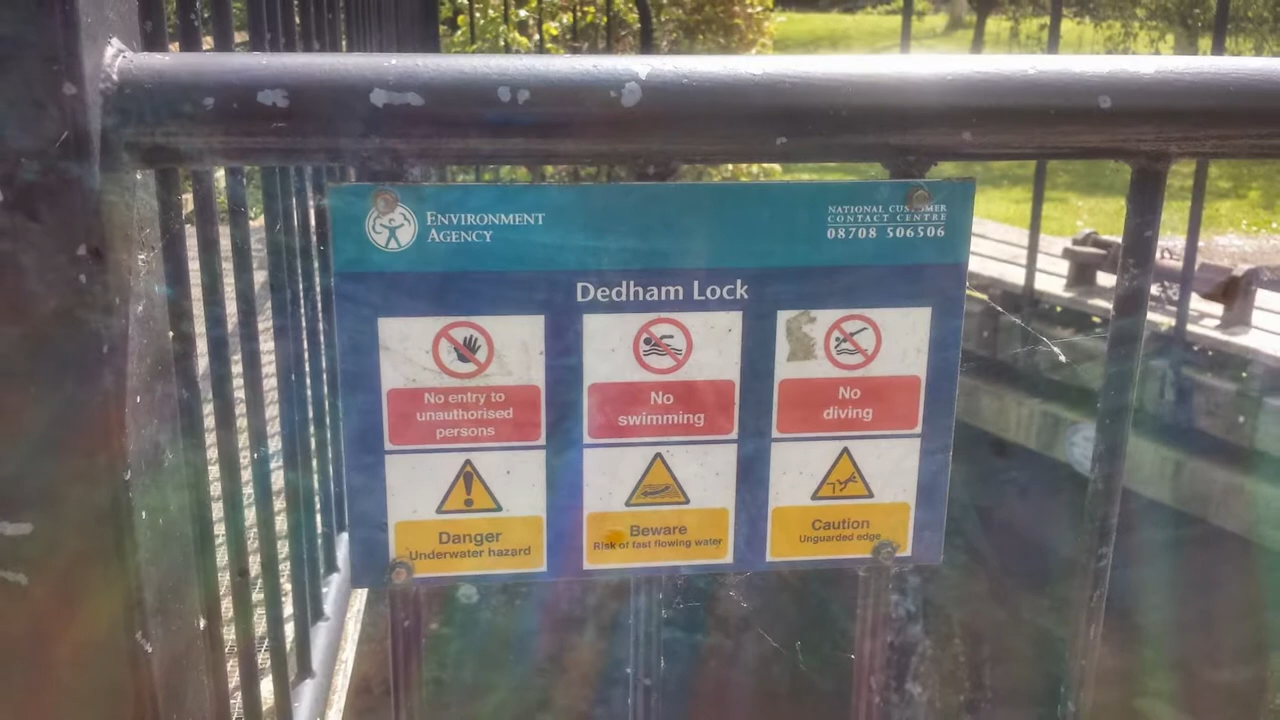 ENVIRONMENT
AGENCY
NATIONAL CUSTOMER
CONTACT CENTRE
08708 506506
Dedham Lock
No entry to
unauthorised
persons
No
swimming
No
diving
Danger
Underwater hazard
Beware
Risk of fast flowing water
Caution
Unguarded edge